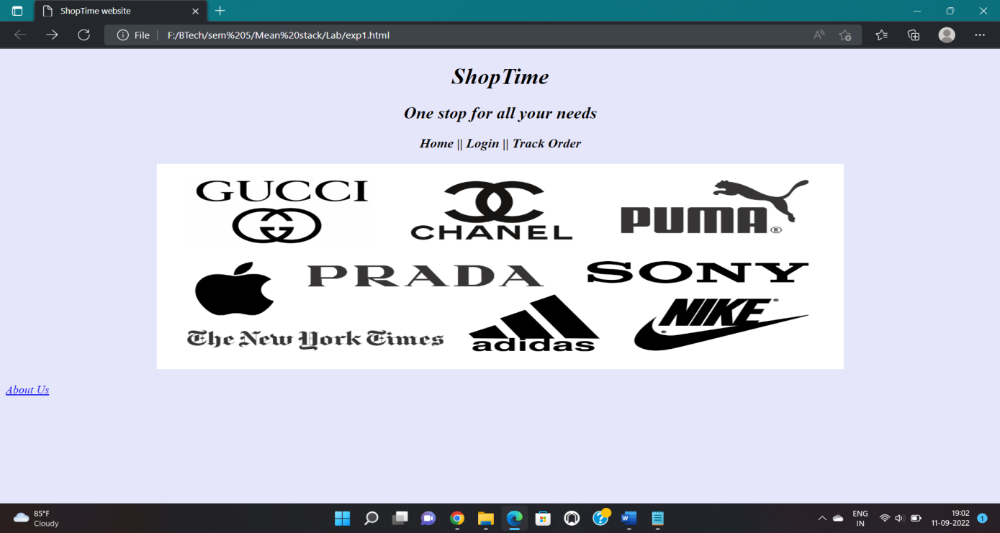 ShopTime website
File F:/BTech/sem%205/Mean%20stack/Lab/exp1.html
ShopTime
One stop for all your needs
Home || Login || Track Order
GUCCI
CHANEL
PUMA®
PRADA
SONY
NIKE
The New York Times
adidas
About Us
85°F
Cloudy
ENG
IN
19:02
11-09-2022
1